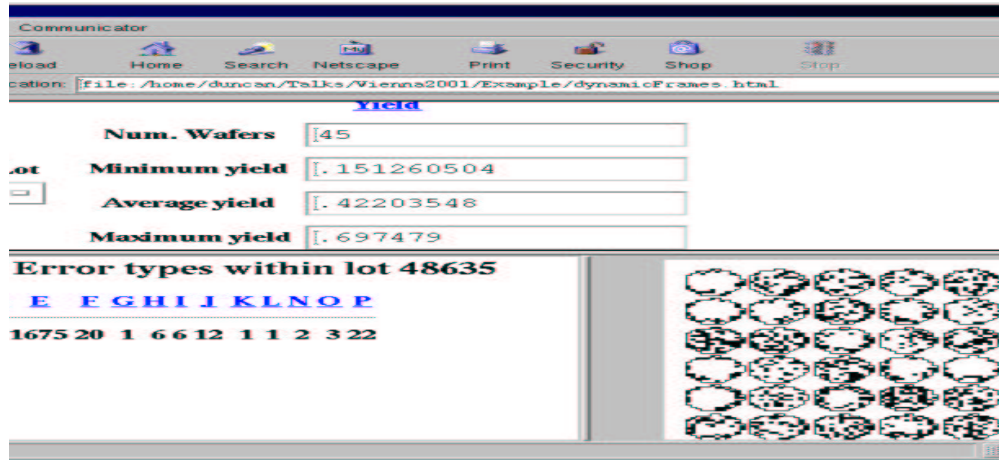 Communicator
eload Home Search Netscape Print Security Shop Stop
cation: file:/home/duncan/Talks/Vienna2001/Example/dynamicFrames.html
Yield
Num. Wafers 45
ot Minimum yield .151260504
Average yield .42203548
Maximum yield .697479
Error types within lot 48635
E F G H I J K L N O P
1675 20 1 6 6 12 1 1 2 3 22